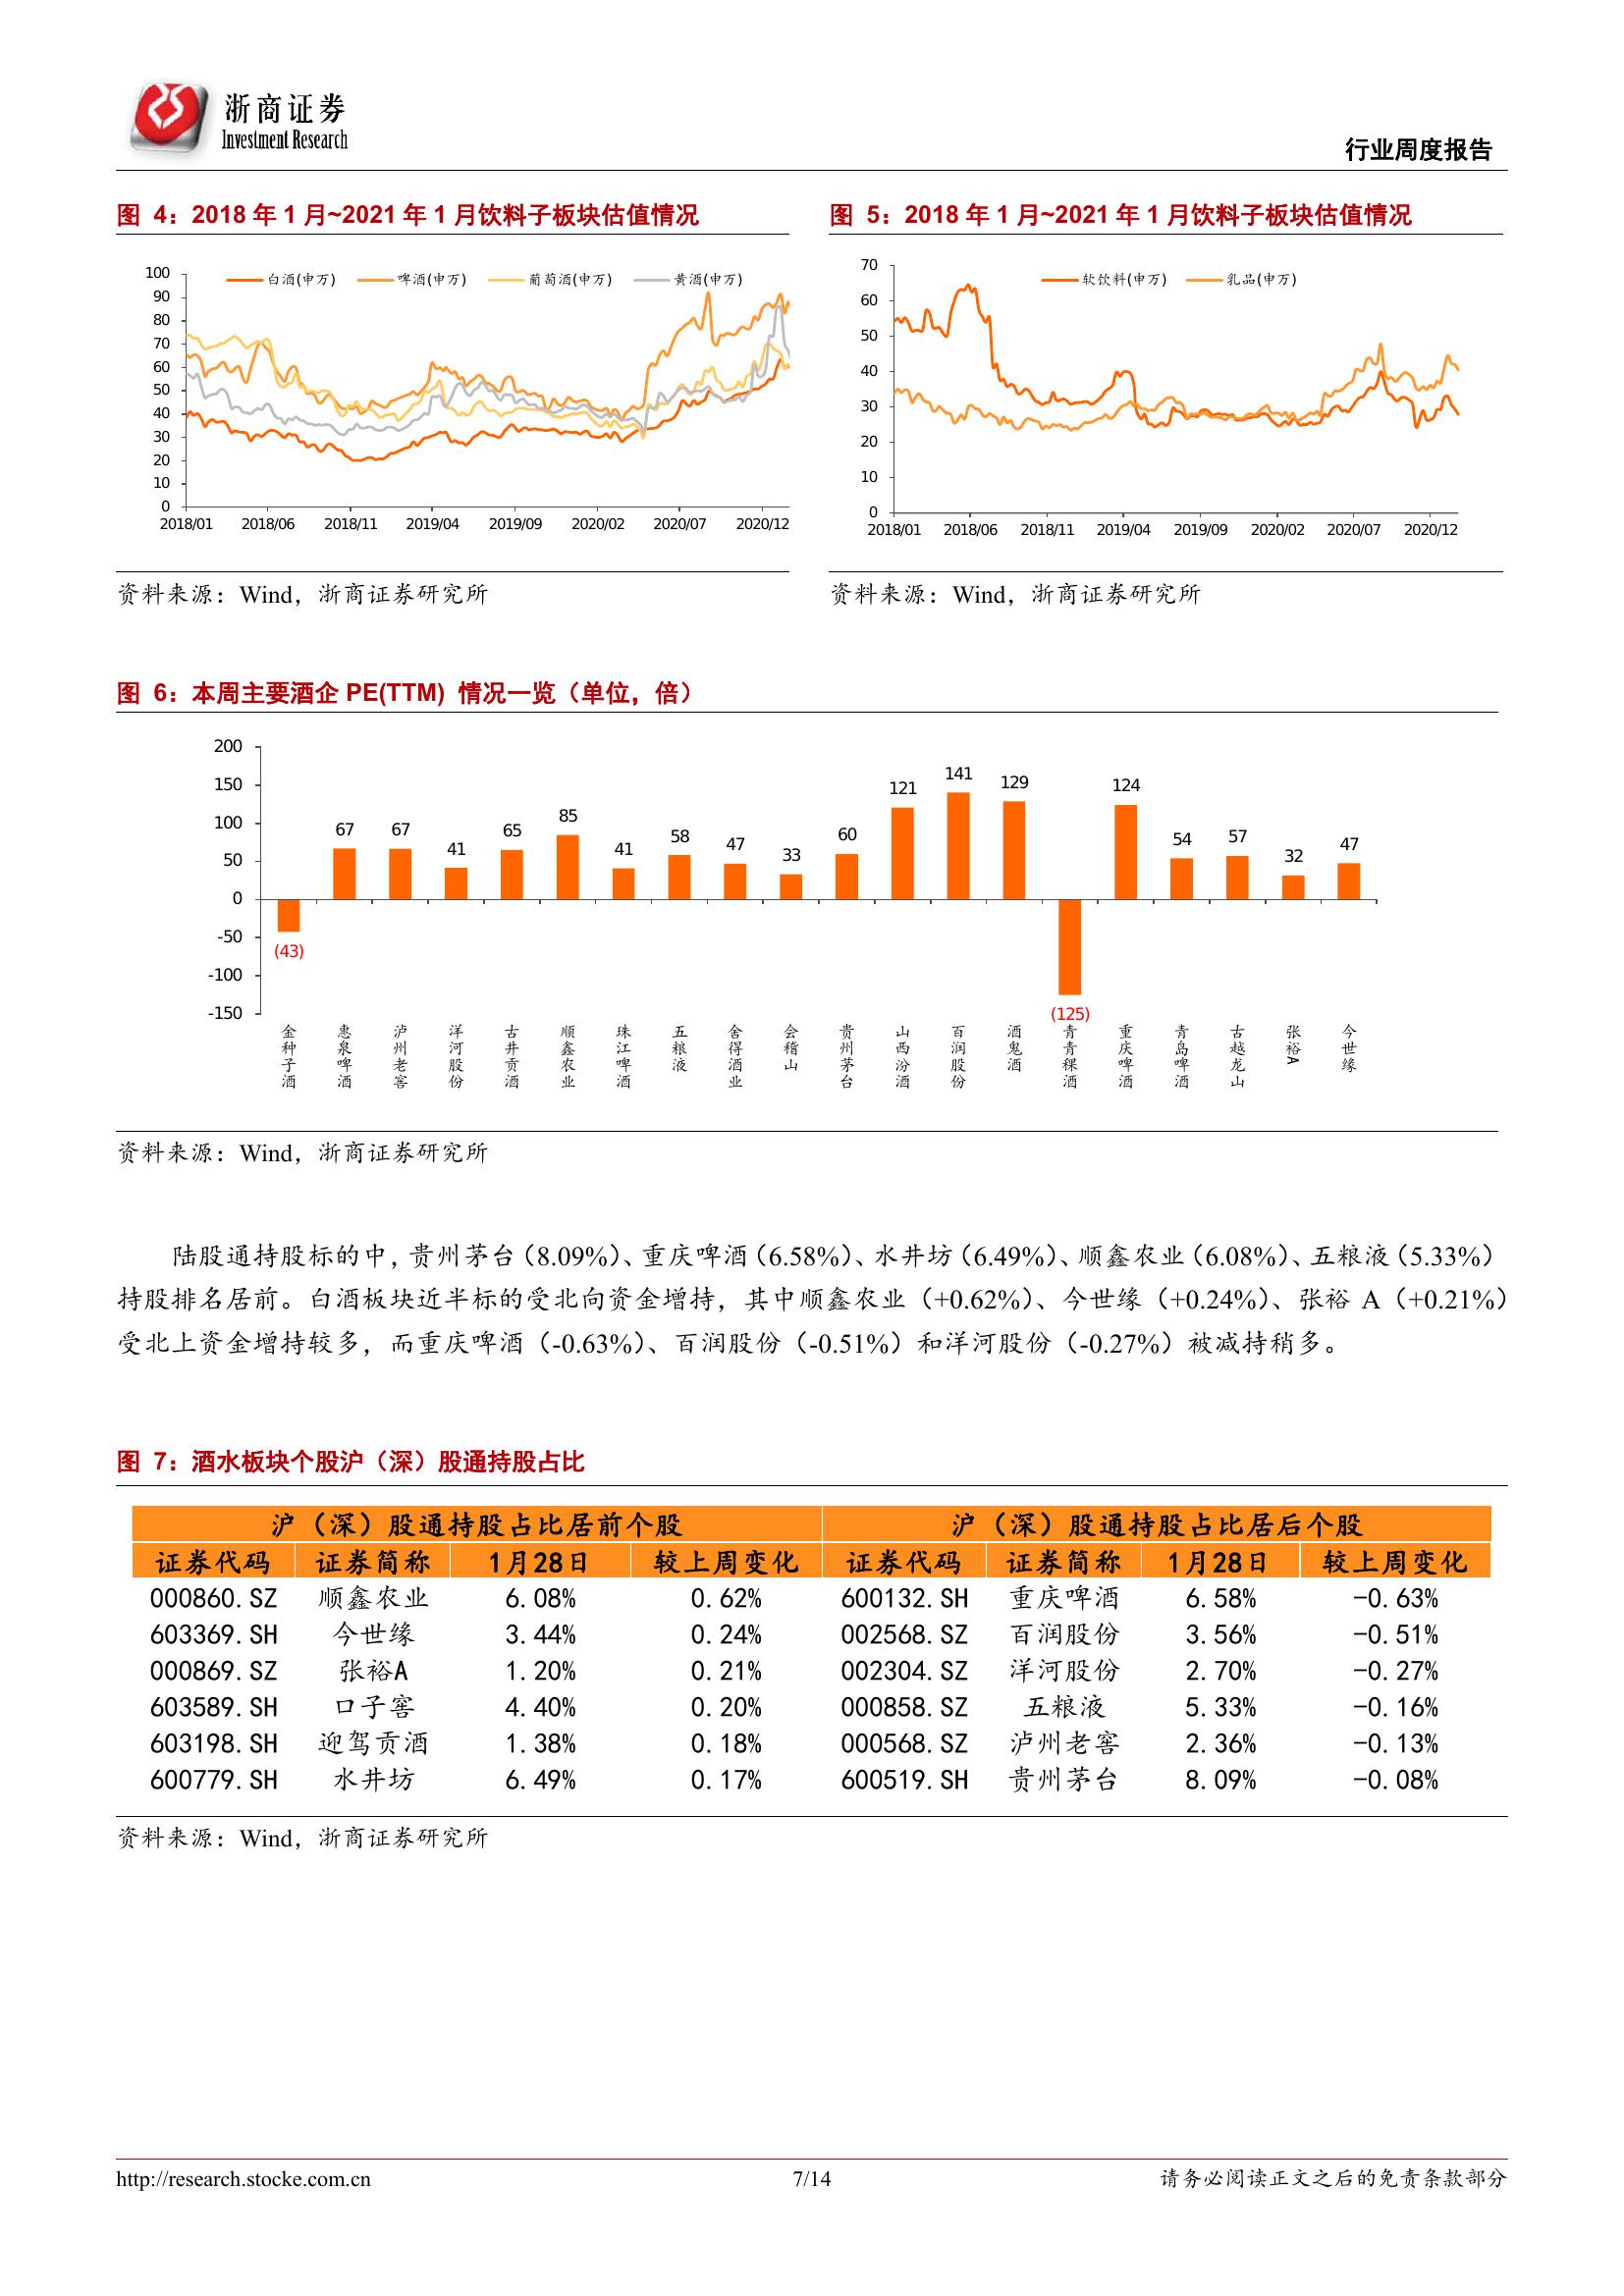 浙商证券
Investment Research
行业周度报告
图 4：2018 年 1 月~2021 年 1 月饮料子板块估值情况
白酒(申万) 啤酒(申万) 葡萄酒(申万) 黄酒(申万)
100
90
80
70
60
50
40
30
20
10
0
2018/01 2018/06 2018/11 2019/04 2019/09 2020/02 2020/07 2020/12
资料来源：Wind，浙商证券研究所
图 5：2018 年 1 月~2021 年 1 月饮料子板块估值情况
软饮料(申万) 乳品(申万)
70
60
50
40
30
20
10
0
2018/01 2018/06 2018/11 2019/04 2019/09 2020/02 2020/07 2020/12
资料来源：Wind，浙商证券研究所
图 6：本周主要酒企 PE(TTM) 情况一览（单位，倍）
200
150
100
50
0
-50
-100
-150
(43) 67 67 41 65 85 41 58 47 33 60 121 141 129 (125) 124 54 57 32 47
金种子酒 惠泉啤酒 泸州老窖 洋河股份 古井贡酒 顺鑫农业 珠江啤酒 五粮液 舍得酒业 会稽山 贵州茅台 山西汾酒 百润股份 酒鬼酒 青青稞酒 重庆啤酒 青岛啤酒 古越龙山 张裕A 今世缘
资料来源：Wind，浙商证券研究所
陆股通持股标的中，贵州茅台（8.09%）、重庆啤酒（6.58%）、水井坊（6.49%）、顺鑫农业（6.08%）、五粮液（5.33%）
持股排名居前。白酒板块近半标的受北向资金增持，其中顺鑫农业（+0.62%）、今世缘（+0.24%）、张裕 A（+0.21%）
受北上资金增持较多，而重庆啤酒（-0.63%）、百润股份（-0.51%）和洋河股份（-0.27%）被减持稍多。
图 7：酒水板块个股沪（深）股通持股占比
沪（深）股通持股占比居前个股 沪（深）股通持股占比居后个股
证券代码 证券简称 1月28日 较上周变化 证券代码 证券简称 1月28日 较上周变化
000860.SZ 顺鑫农业 6.08% 0.62% 600132.SH 重庆啤酒 6.58% -0.63%
603369.SH 今世缘 3.44% 0.24% 002568.SZ 百润股份 3.56% -0.51%
000869.SZ 张裕A 1.20% 0.21% 002304.SZ 洋河股份 2.70% -0.27%
603589.SH 口子窖 4.40% 0.20% 000858.SZ 五粮液 5.33% -0.16%
603198.SH 迎驾贡酒 1.38% 0.18% 000568.SZ 泸州老窖 2.36% -0.13%
600779.SH 水井坊 6.49% 0.17% 600519.SH 贵州茅台 8.09% -0.08%
资料来源：Wind，浙商证券研究所
http://research.stocke.com.cn 7/14 请务必阅读正文之后的免责条款部分